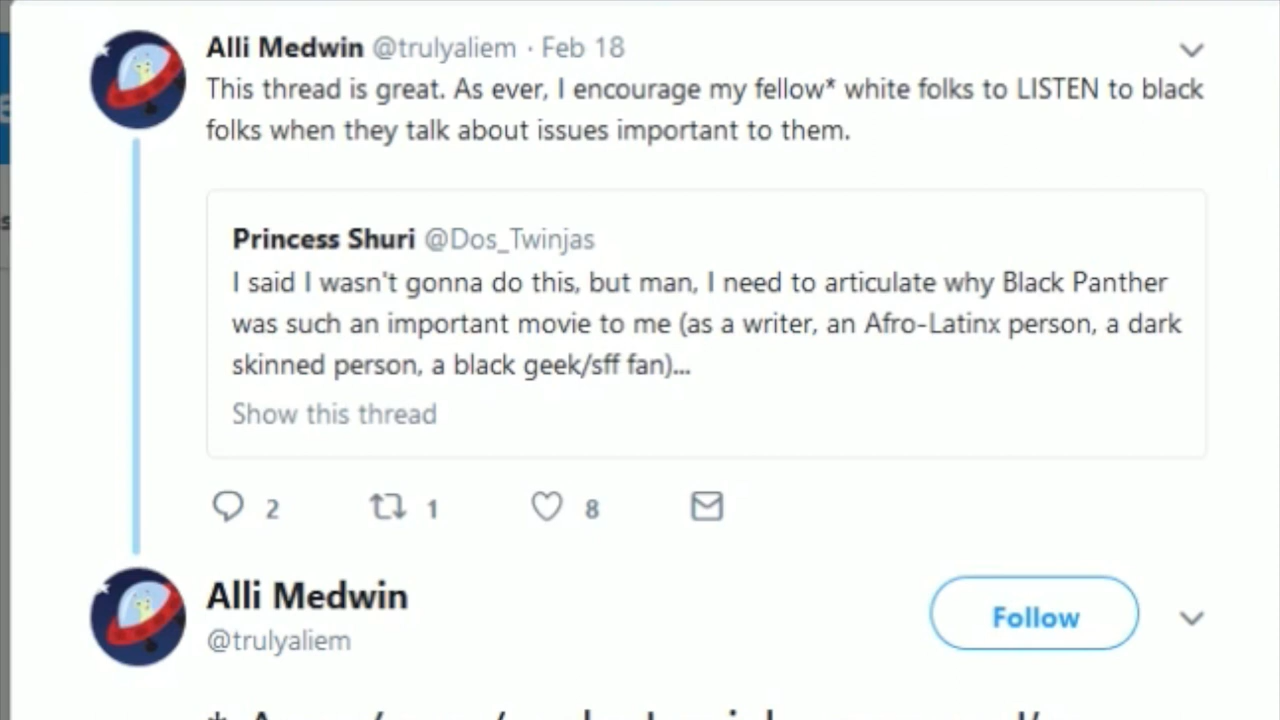 Alli Medwin @trulyaliem · Feb 18
This thread is great. As ever, I encourage my fellow* white folks to LISTEN to black
folks when they talk about issues important to them.
Princess Shuri @Dos_Twinjas
I said I wasn't gonna do this, but man, I need to articulate why Black Panther
was such an important movie to me (as a writer, an Afro-Latinx person, a dark
skinned person, a black geek/sff fan)...
Show this thread
2 1 8
Alli Medwin
Follow
@trulyaliem